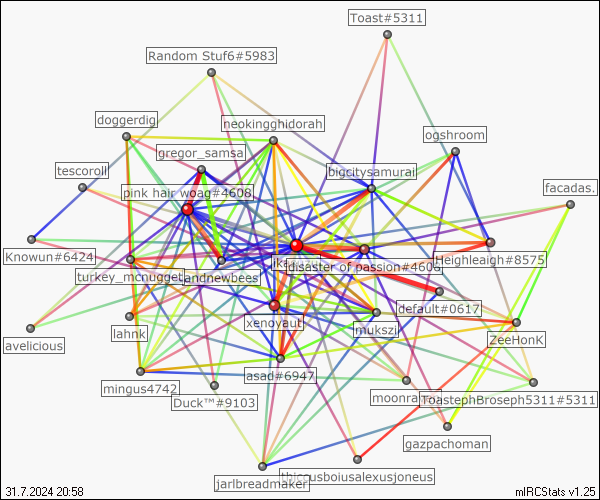 Toast#5311
Random Stuf6#5983
doggerdig
neokingghidorah
ogshroom
gregor_samsa
tescoroll
bigcitysamurai
pink hair woag#4608
facadas.
Knowun#6424
Heighleaigh#8575
disaster of passion#4605
turkey_mcnugget
andnewbees
default#0617
xenovaut
mukszi
lahnk
ZeeHonK
avelicious
asad#6947
mingus4742
moonra
ToastephBroseph5311#5311
Duck™#9103
gazpachoman
jarlbreadmaker
thiccusboiusalexusjoneus
31.7.2024 20:58
mIRCStats v1.25